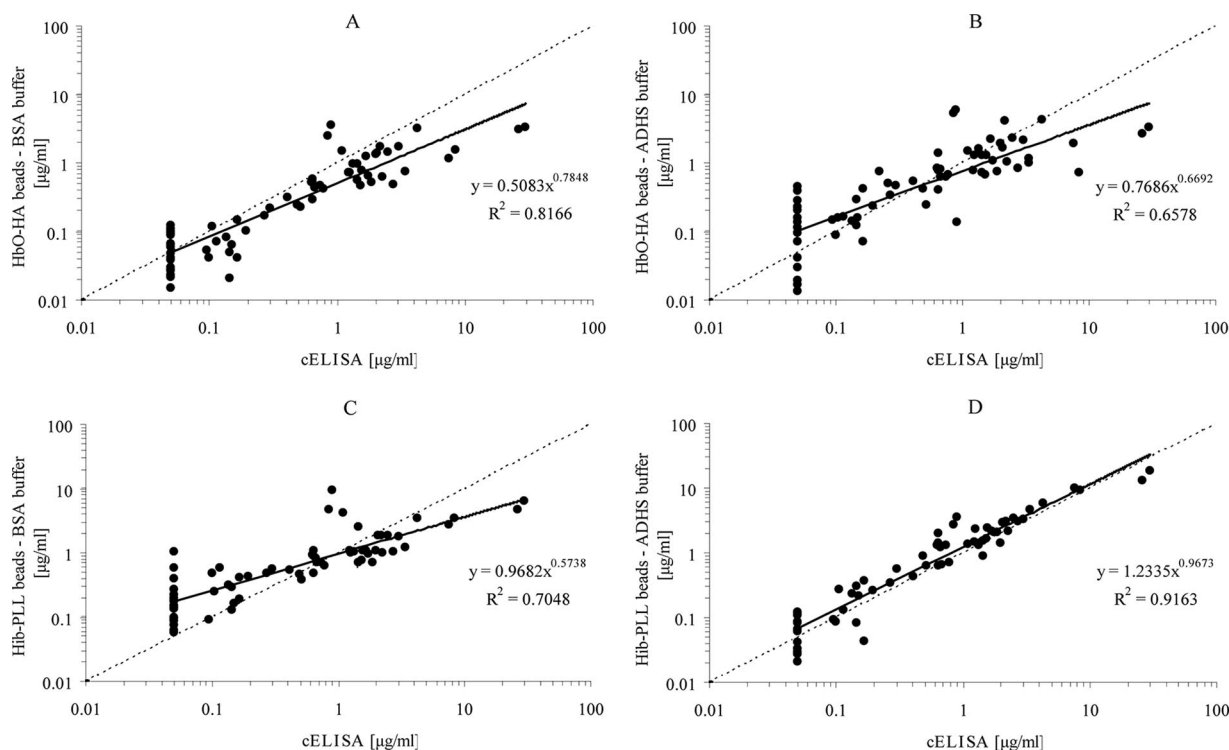 A
100
10
1
0.1
0.01
HbO-HA beads - BSA buffer
[µg/ml]
y = 0.5083x^0.7848
R² = 0.8166
0.01 0.1 1 10 100
cELISA [µg/ml]
B
100
10
1
0.1
0.01
HbO-HA beads - ADHS buffer
[µg/ml]
y = 0.7686x^0.6692
R² = 0.6578
0.01 0.1 1 10 100
cELISA [µg/ml]
C
100
10
1
0.1
0.01
Hib-PLL beads - BSA buffer
[µg/ml]
y = 0.9682x^0.5738
R² = 0.7048
0.01 0.1 1 10 100
cELISA [µg/ml]
D
100
10
1
0.1
0.01
Hib-PLL beads - ADHS buffer
[µg/ml]
y = 1.2335x^0.9673
R² = 0.9163
0.01 0.1 1 10 100
cELISA [µg/ml]